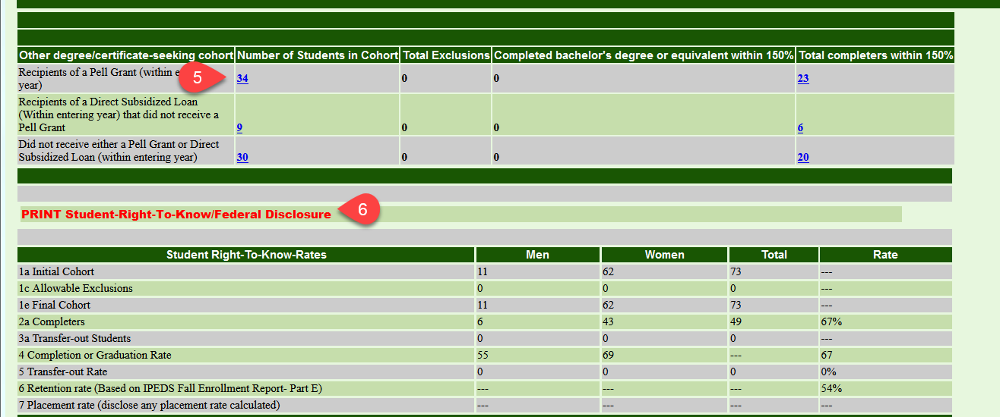 Other degree/certificate-seeking cohort Number of Students in Cohort Total Exclusions Completed bachelor's degree or equivalent within 150% Total completers within 150%
Recipients of a Pell Grant (within
year) 5 34 0 0 23
Recipients of a Direct Subsidized Loan
(Within entering year) that did not receive a
Pell Grant 9 0 0 6
Did not receive either a Pell Grant or Direct
Subsidized Loan (within entering year) 30 0 0 20
PRINT Student-Right-To-Know/Federal Disclosure 6
Student Right-To-Know-Rates Men Women Total Rate
1a Initial Cohort 11 62 73 ---
1c Allowable Exclusions 0 0 0 ---
1e Final Cohort 11 62 73 ---
2a Completers 6 43 49 67%
3a Transfer-out Students 0 0 0 ---
4 Completion or Graduation Rate 55 69 --- 67
5 Transfer-out Rate 0 0 0 0%
6 Retention rate (Based on IPEDS Fall Enrollment Report- Part E) --- --- --- 54%
7 Placement rate (disclose any placement rate calculated) --- --- --- ---